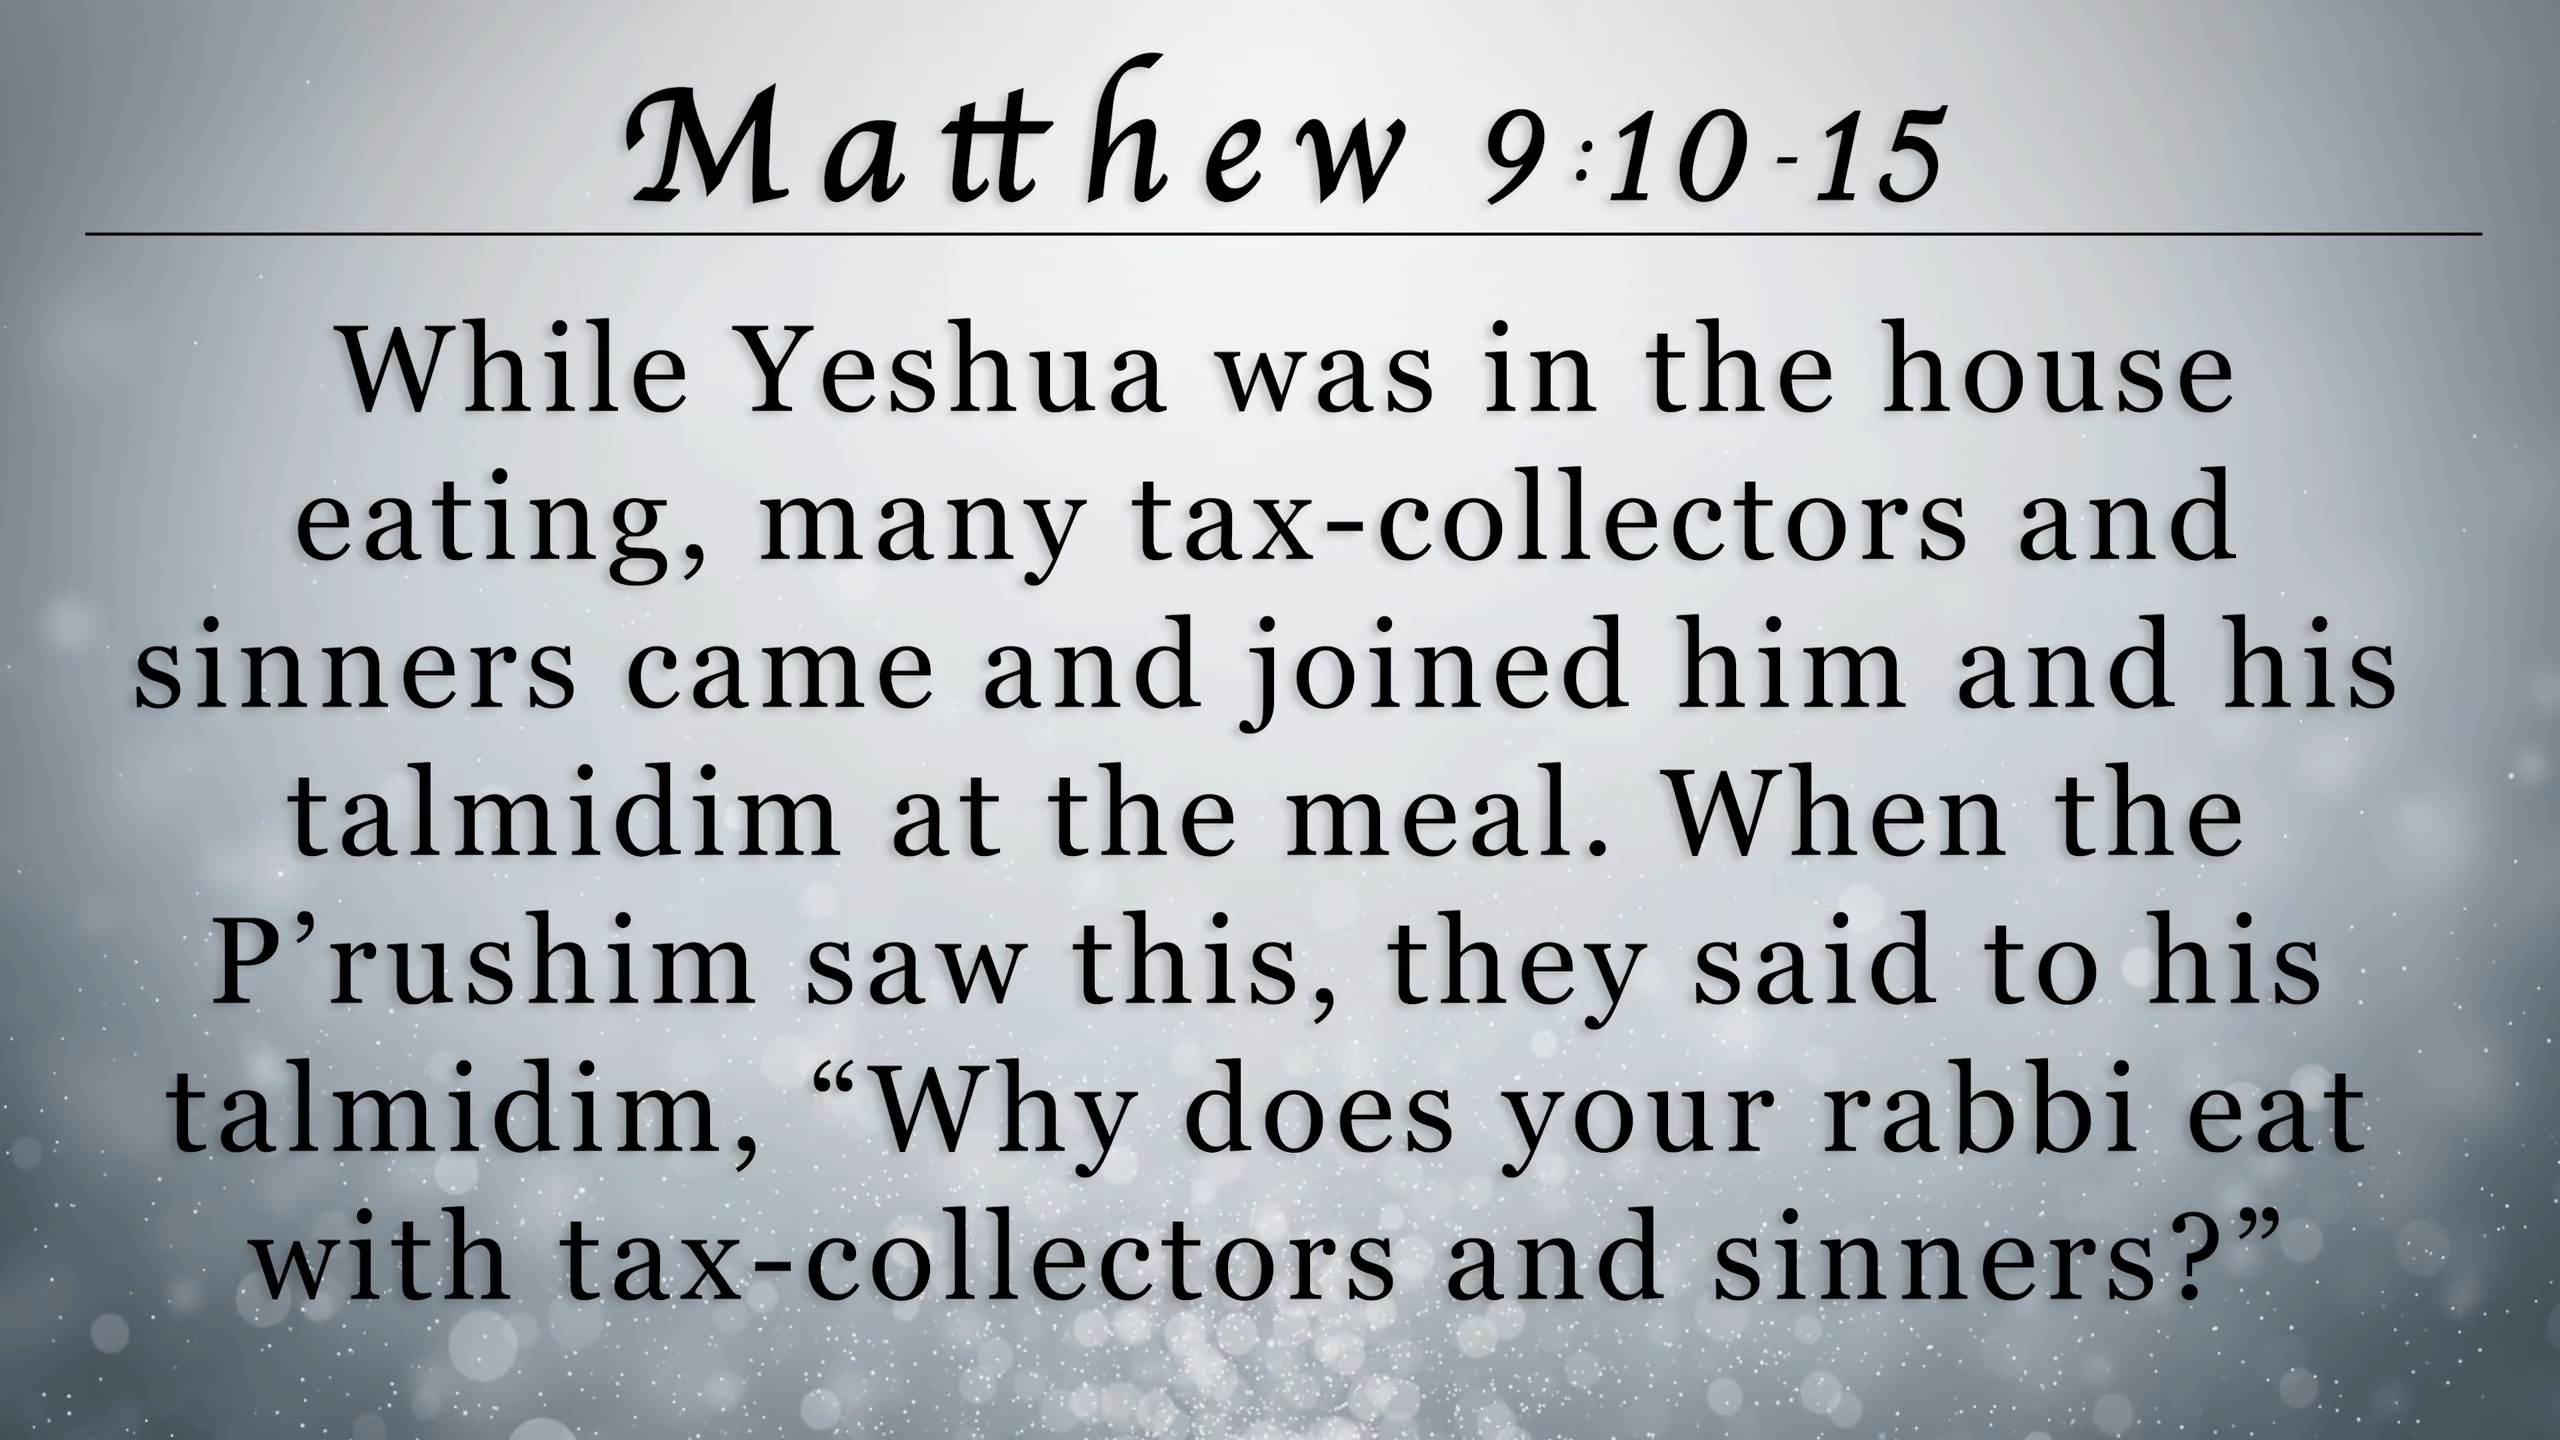 Matthew 9:10-15
While Yeshua was in the house
eating, many tax-collectors and
sinners came and joined him and his
talmidim at the meal. When the
P’rushim saw this, they said to his
talmidim, “Why does your rabbi eat
with tax-collectors and sinners?”